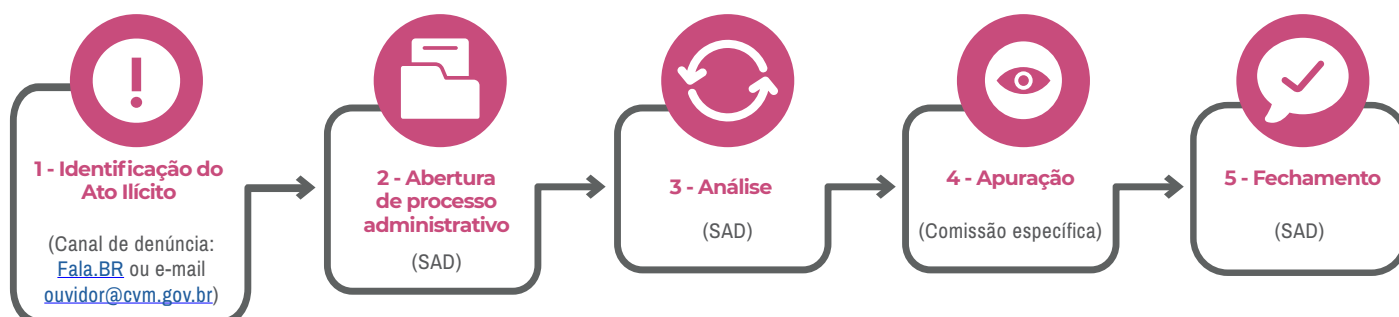 1 - Identificação do
Ato Ilícito
(Canal de denúncia:
Fala.BR ou e-mail
ouvidor@cvm.gov.br)
2 - Abertura
de processo
administrativo
(SAD)
3 - Análise
(SAD)
4 - Apuração
(Comissão específica)
5 - Fechamento
(SAD)